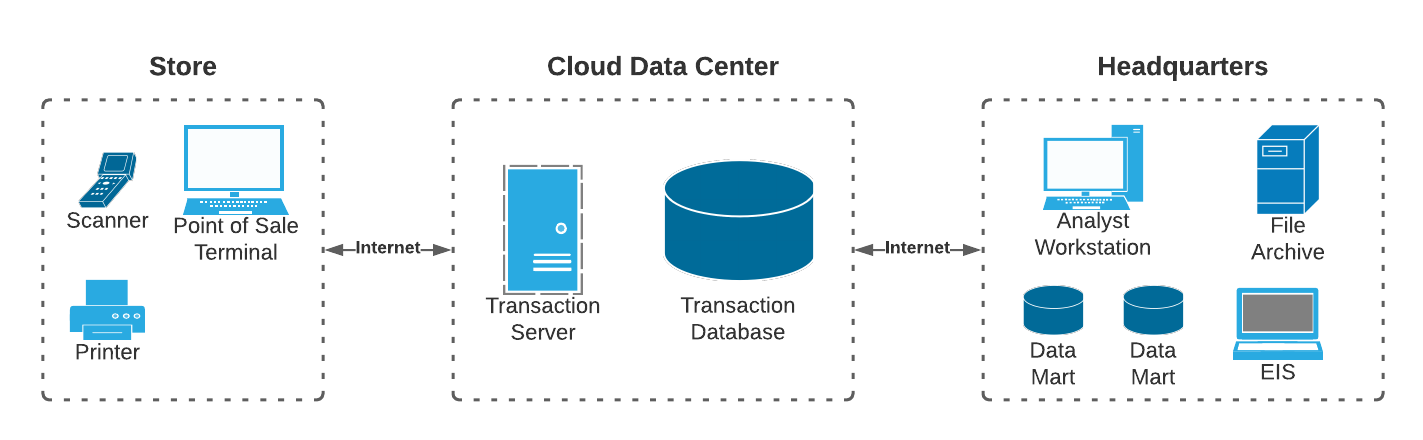 Store
Cloud Data Center
Headquarters
Scanner
Point of Sale
Terminal
Printer
Internet
Transaction
Server
Transaction
Database
Internet
Analyst
Workstation
File
Archive
Data
Mart
Data
Mart
EIS